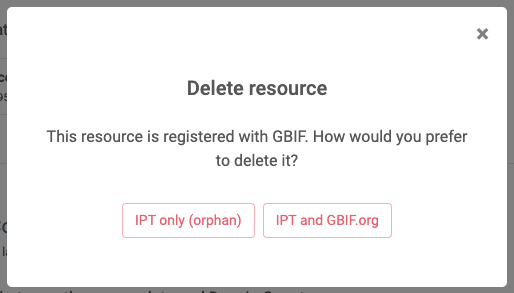 Delete resource
This resource is registered with GBIF. How would you prefer
to delete it?
IPT only (orphan)
IPT and GBIF.org